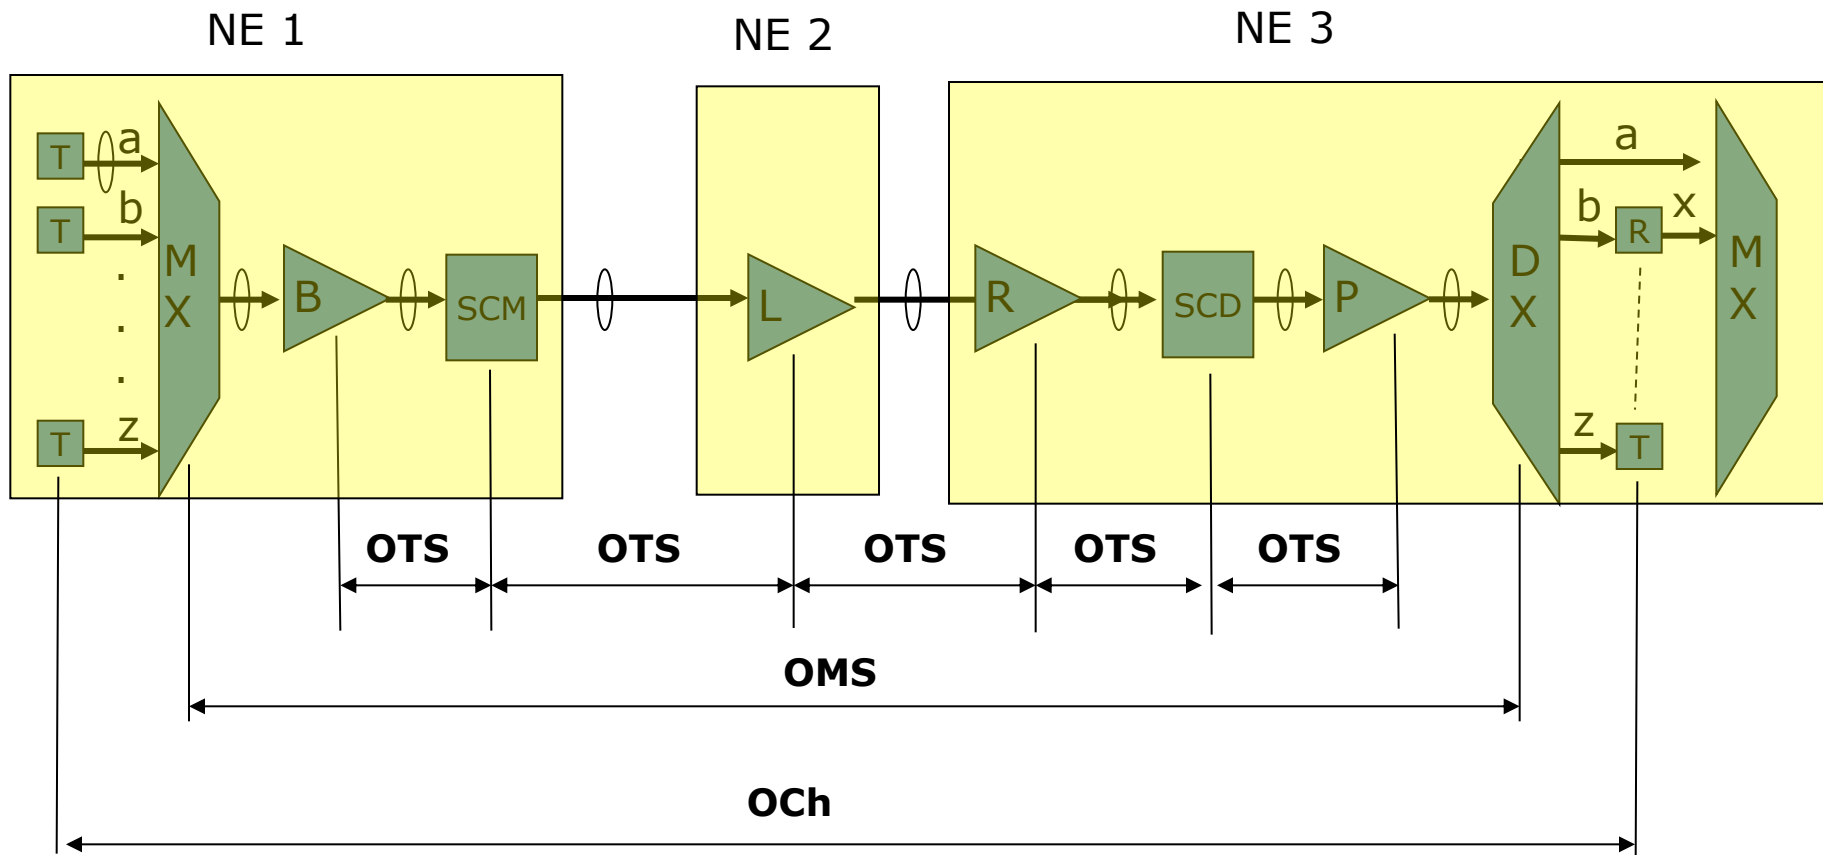 NE 1
NE 2
NE 3
T
a
T
b
.
.
.
T
z
M
X
B
SCM
L
R
SCD
P
D
X
a
b
R
x
z
T
M
X
OTS
OTS
OTS
OTS
OTS
OMS
OCh